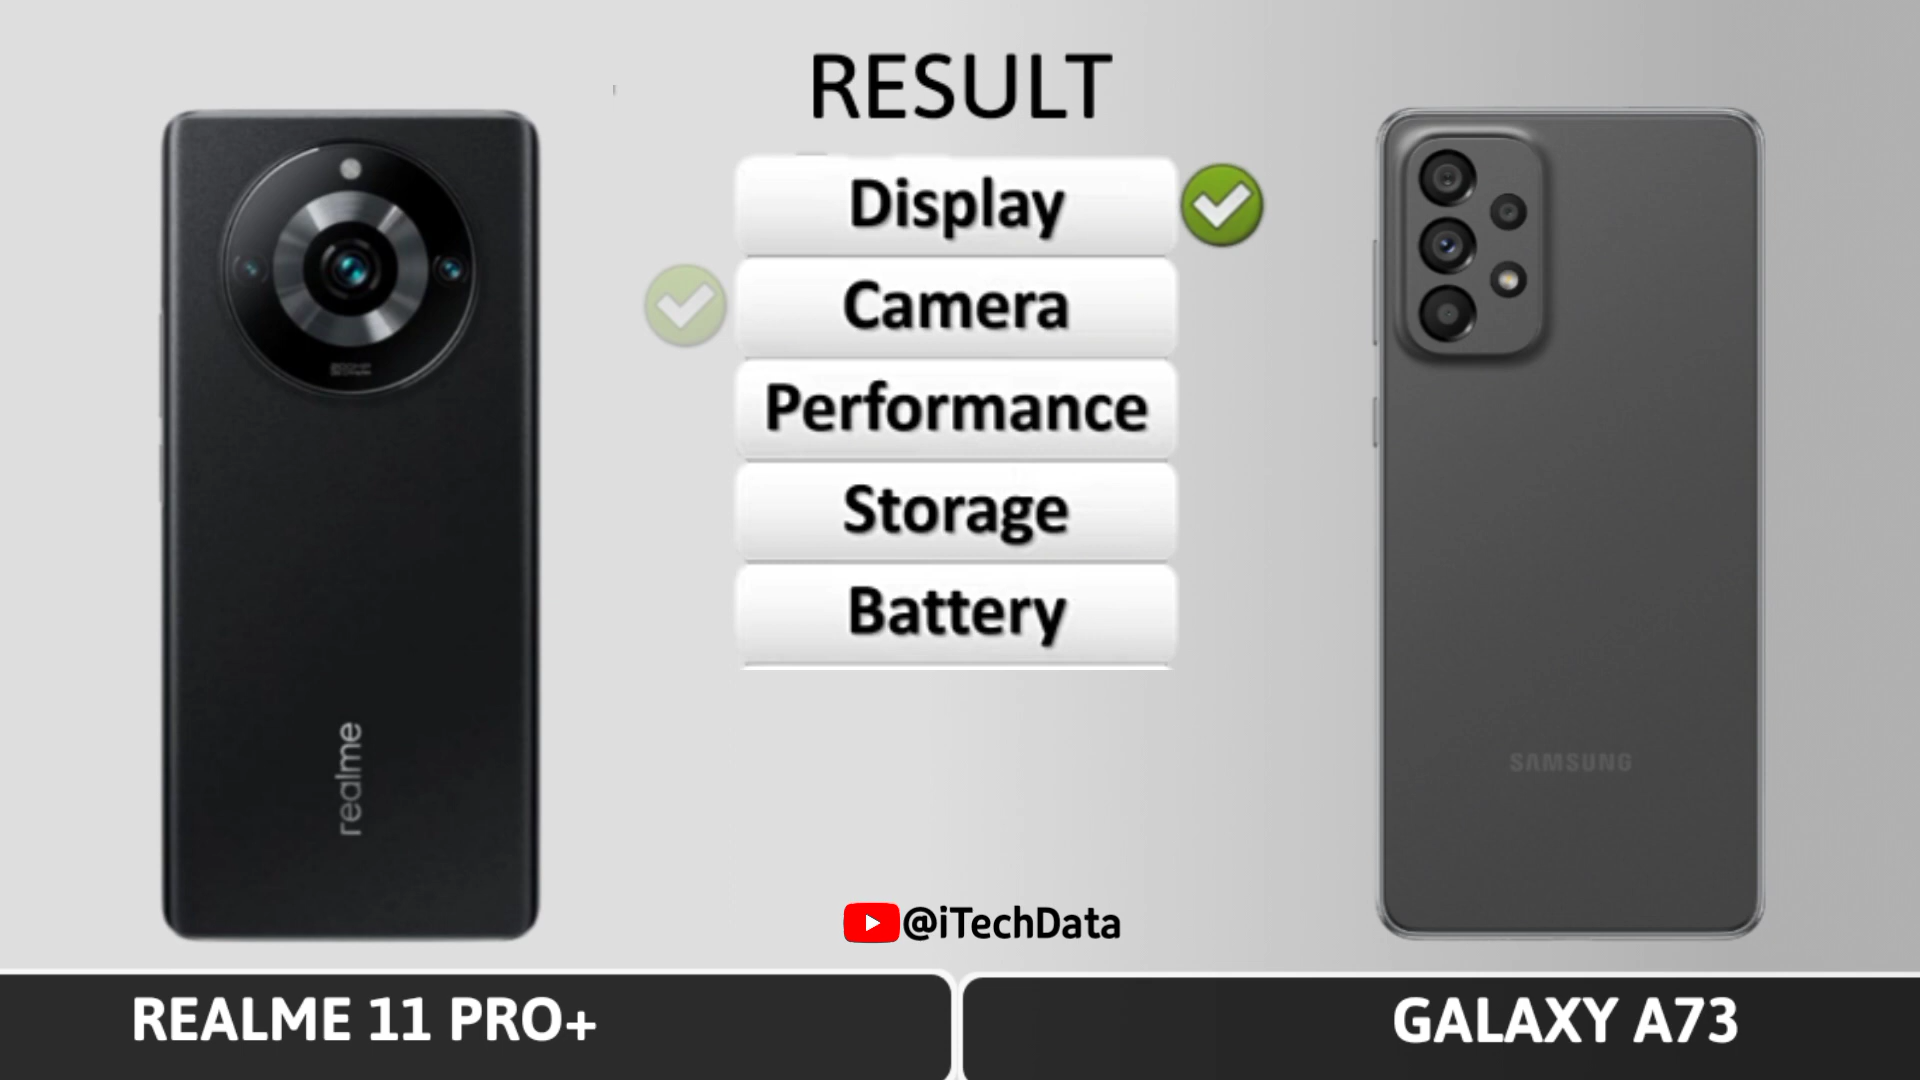 RESULT
Display
Camera
Performance
Storage
Battery
realme
SAMSUNG
@iTechData
REALME 11 PRO+
GALAXY A73